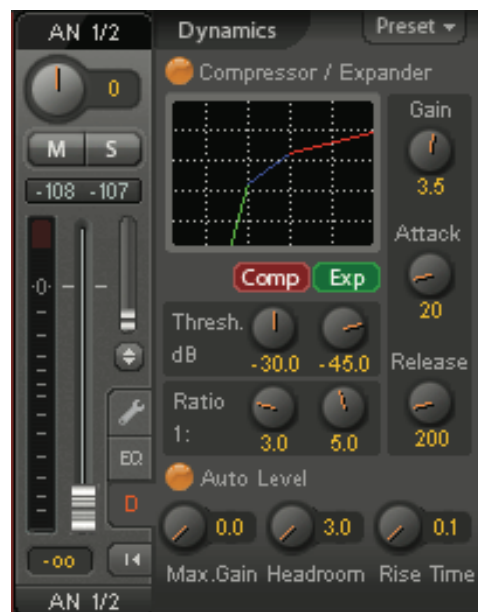 AN 1/2
0
M S
-108 -107
-0-
EQ
D
-∞
AN 1/2
Dynamics
Preset
Compressor / Expander
Gain
3.5
Attack
20
Release
200
Comp Exp
Thresh.
dB
-30.0 -45.0
Ratio
1:
3.0 5.0
Auto Level
0.0 3.0 0.1
Max.Gain Headroom Rise Time